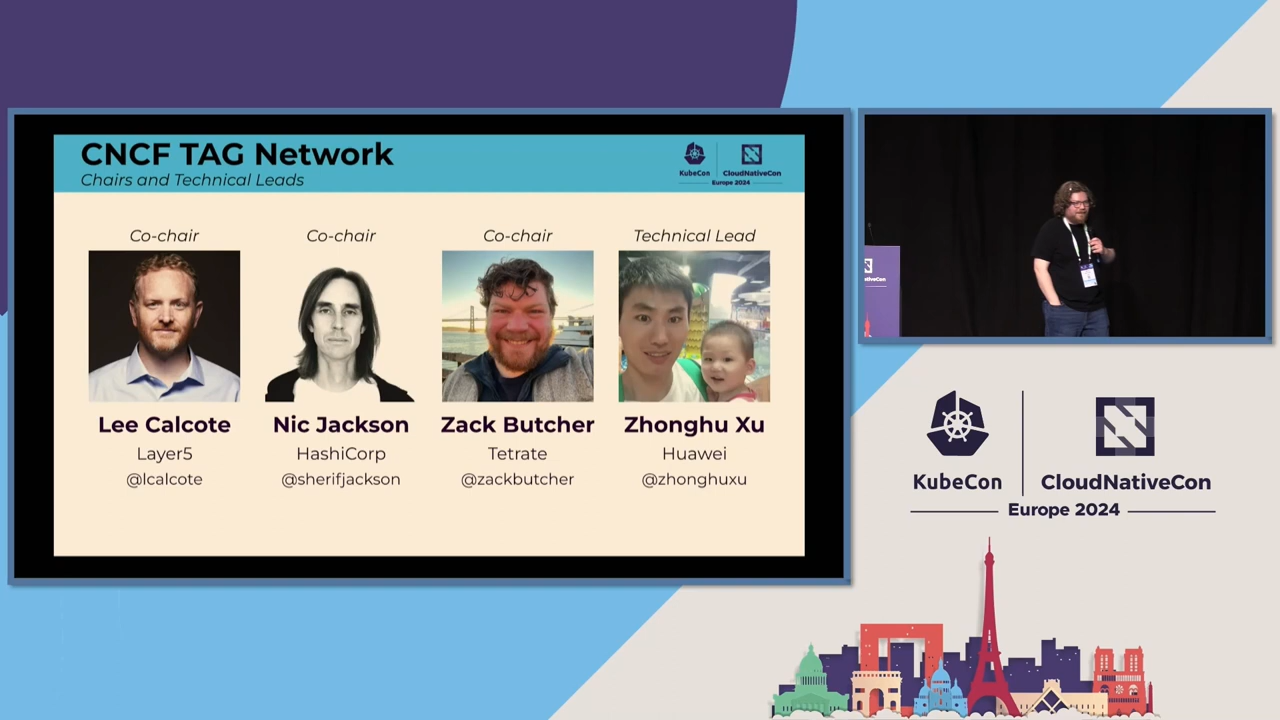 CNCF TAG Network
Chairs and Technical Leads
KubeCon
CloudNativeCon
Europe 2024
Co-chair
Co-chair
Co-chair
Technical Lead
Lee Calcote
Nic Jackson
Zack Butcher
Zhonghu Xu
Layer5
HashiCorp
Tetrate
Huawei
@lcalcote
@sherifjackson
@zackbutcher
@zhonghuxu
KubeCon
CloudNativeCon
Europe 2024